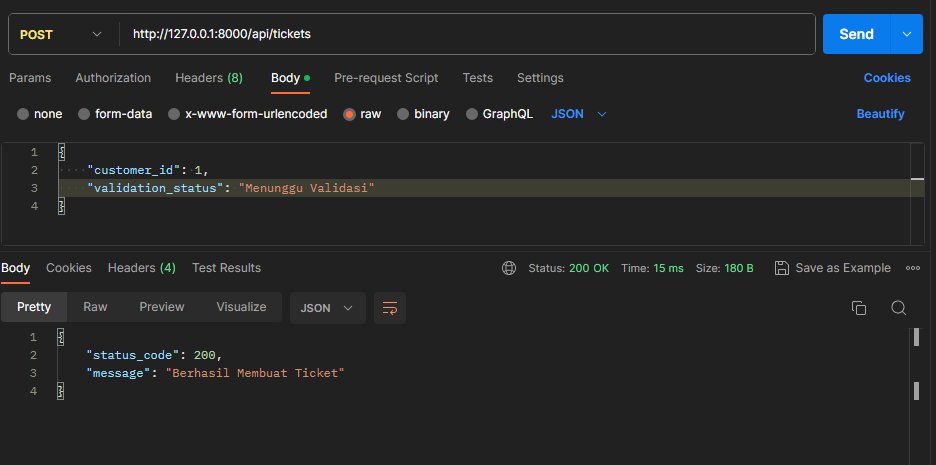 POST http://127.0.0.1:8000/api/tickets Send
Params Authorization Headers (8) Body Pre-request Script Tests Settings Cookies
none form-data x-www-form-urlencoded raw binary GraphQL JSON Beautify
1 {
2 "customer_id": 1,
3 "validation_status": "Menunggu Validasi"
4 }
Body Cookies Headers (4) Test Results Status: 200 OK Time: 15 ms Size: 180 B Save as Example
Pretty Raw Preview Visualize JSON
1 {
2 "status_code": 200,
3 "message": "Berhasil Membuat Ticket"
4 }